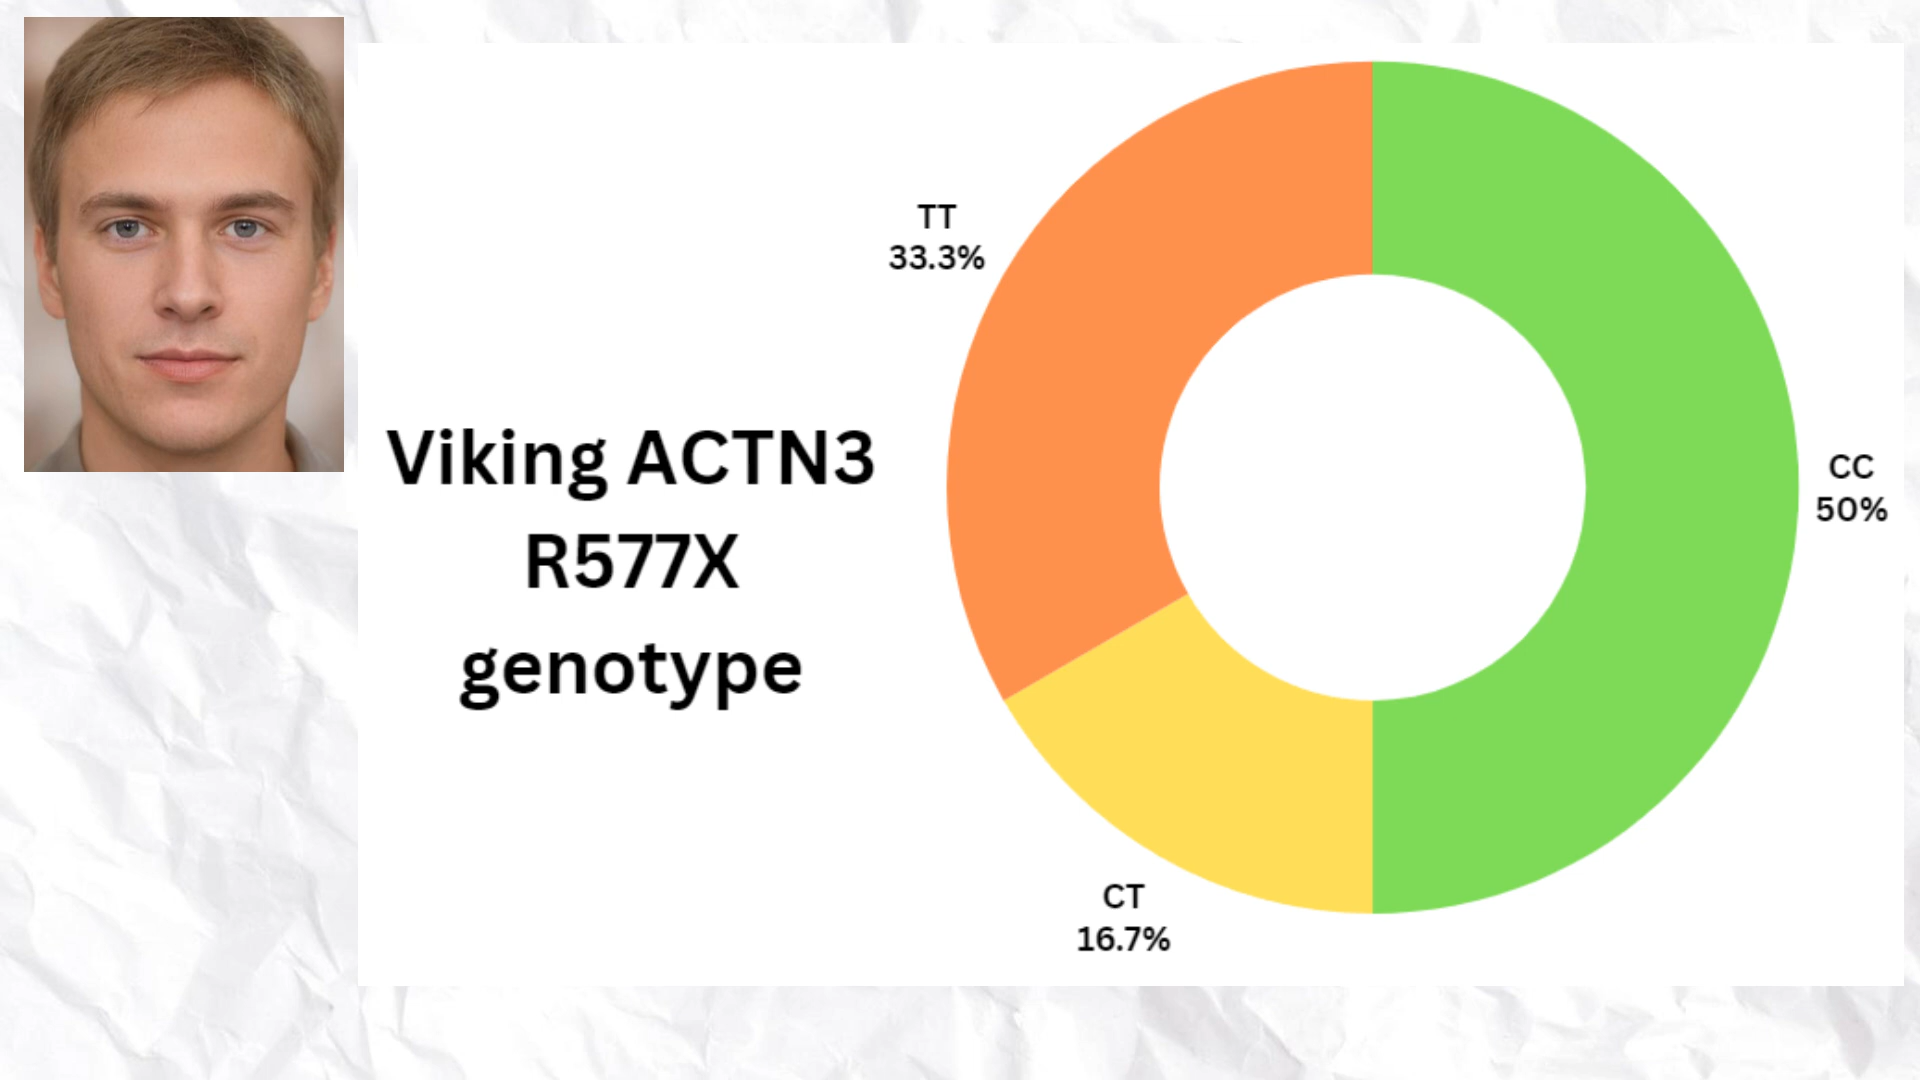 Viking ACTN3
R577X
genotype
TT
33.3%
CC
50%
CT
16.7%